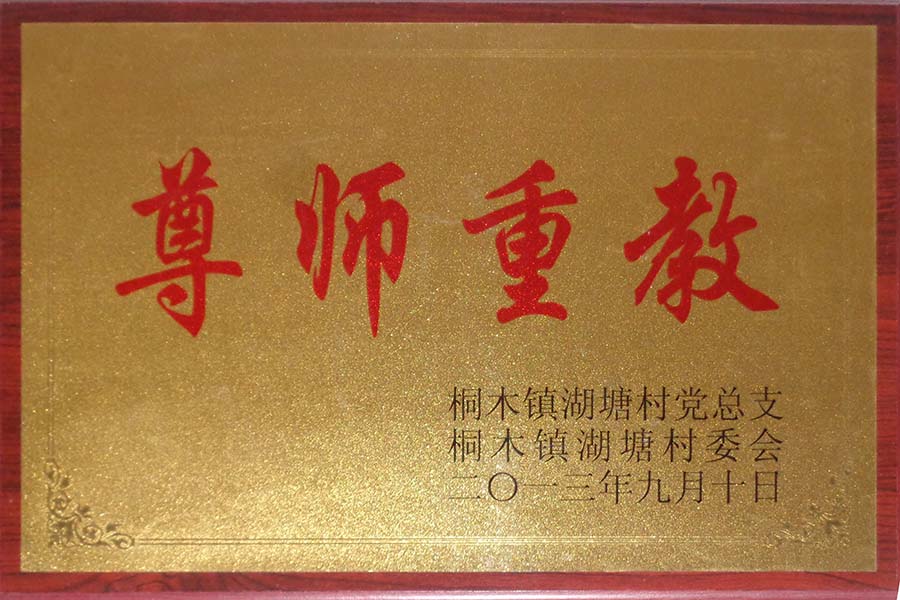 尊师重教
桐木镇湖塘村党总支
桐木镇湖塘村委会
二〇一三年九月十日